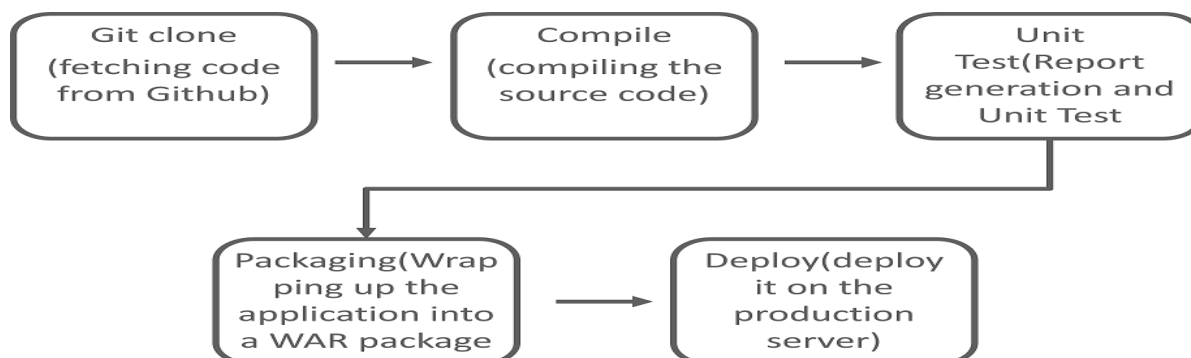 Git clone
(fetching code
from Github)
Compile
(compiling the
source code)
Unit
Test(Report
generation and
Unit Test
Packaging(Wrap
ping up the
application into
a WAR package
Deploy(deploy
it on the
production
server)